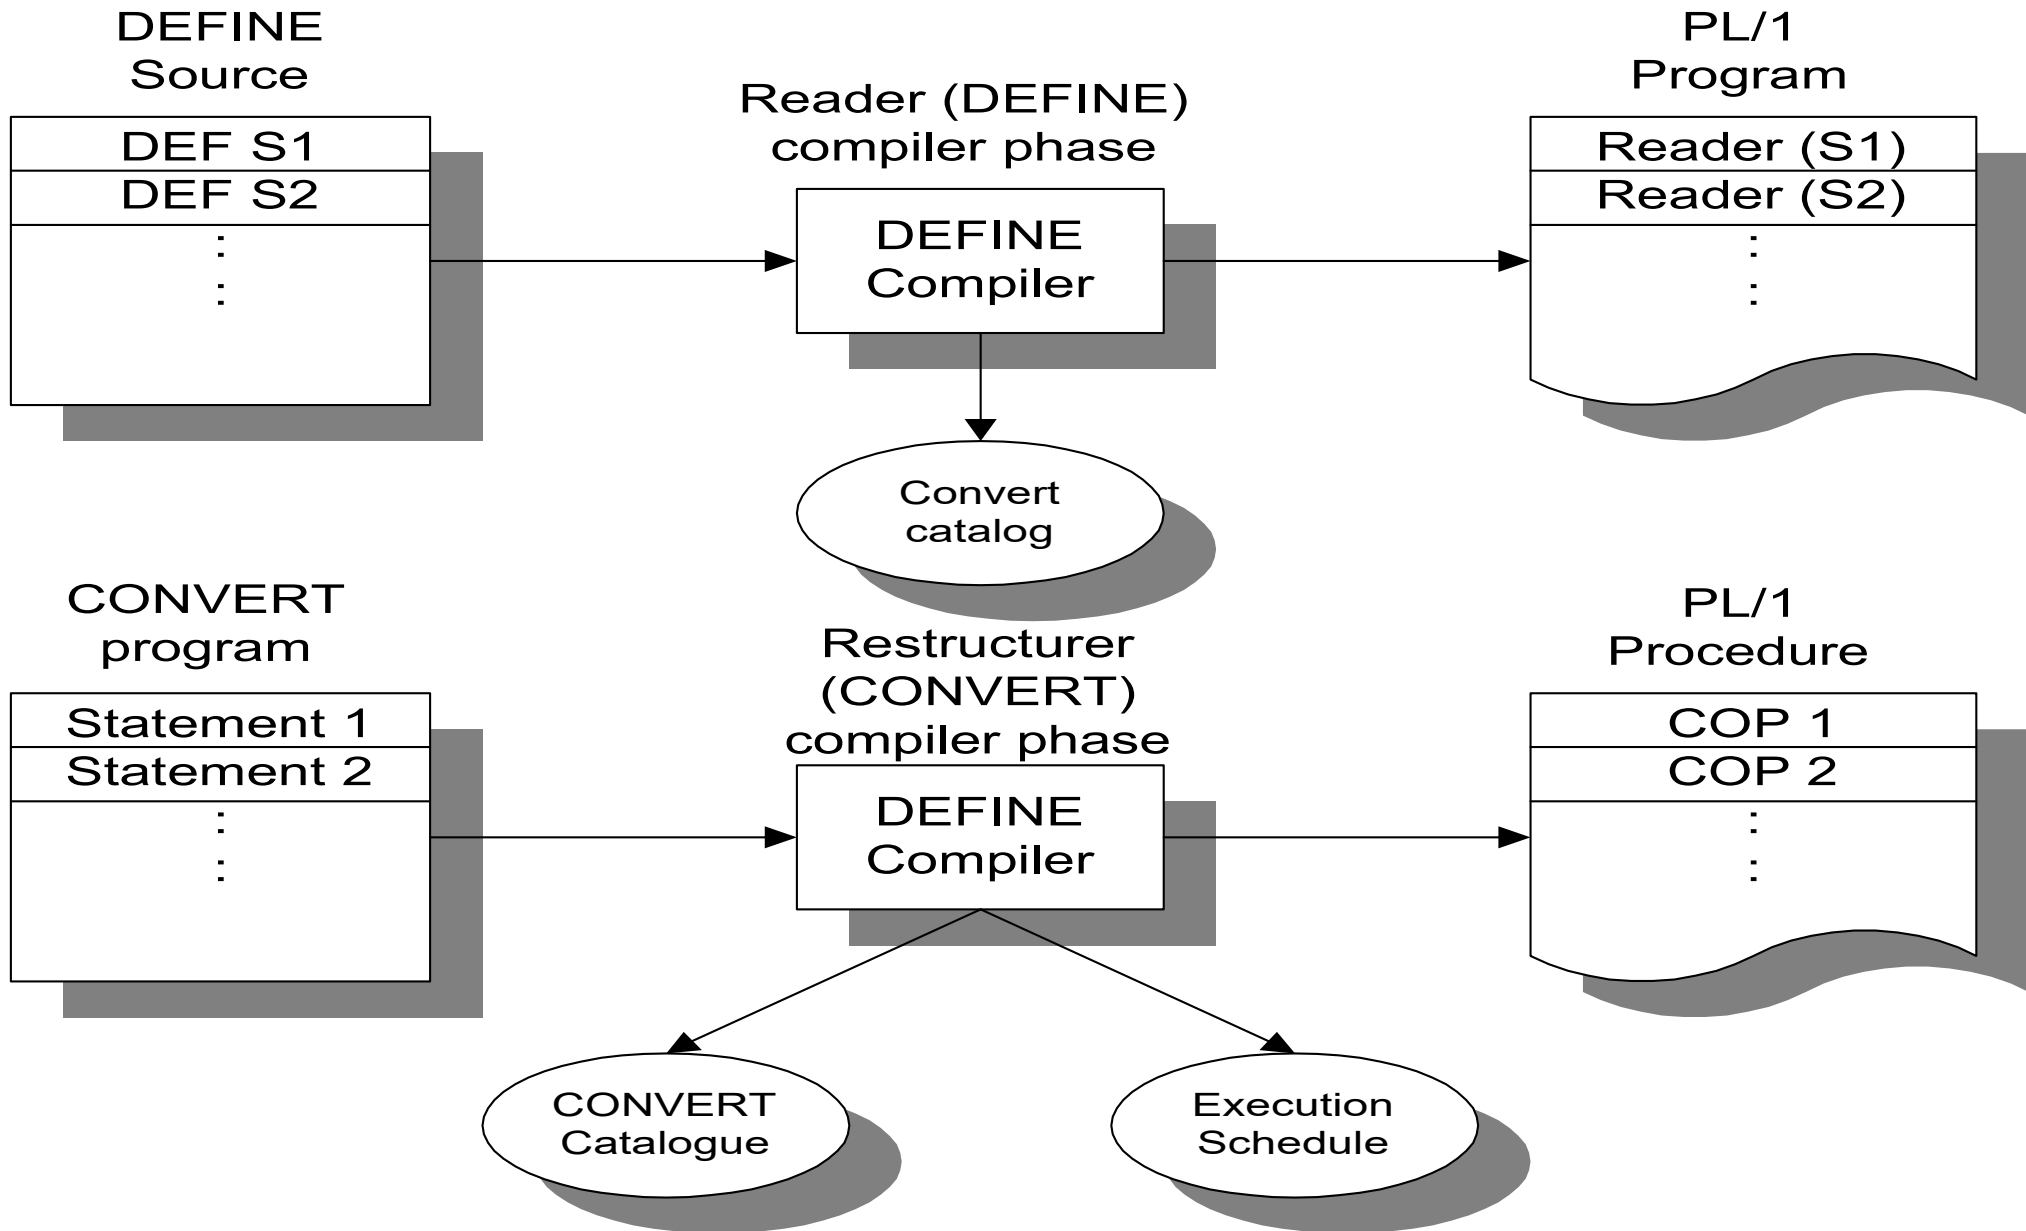 DEFINE
Source
DEF S1
DEF S2
Reader (DEFINE)
compiler phase
DEFINE
Compiler
PL/1
Program
Reader (S1)
Reader (S2)
Convert
catalog
CONVERT
program
Statement 1
Statement 2
Restructurer
(CONVERT)
compiler phase
DEFINE
Compiler
PL/1
Procedure
COP 1
COP 2
CONVERT
Catalogue
Execution
Schedule